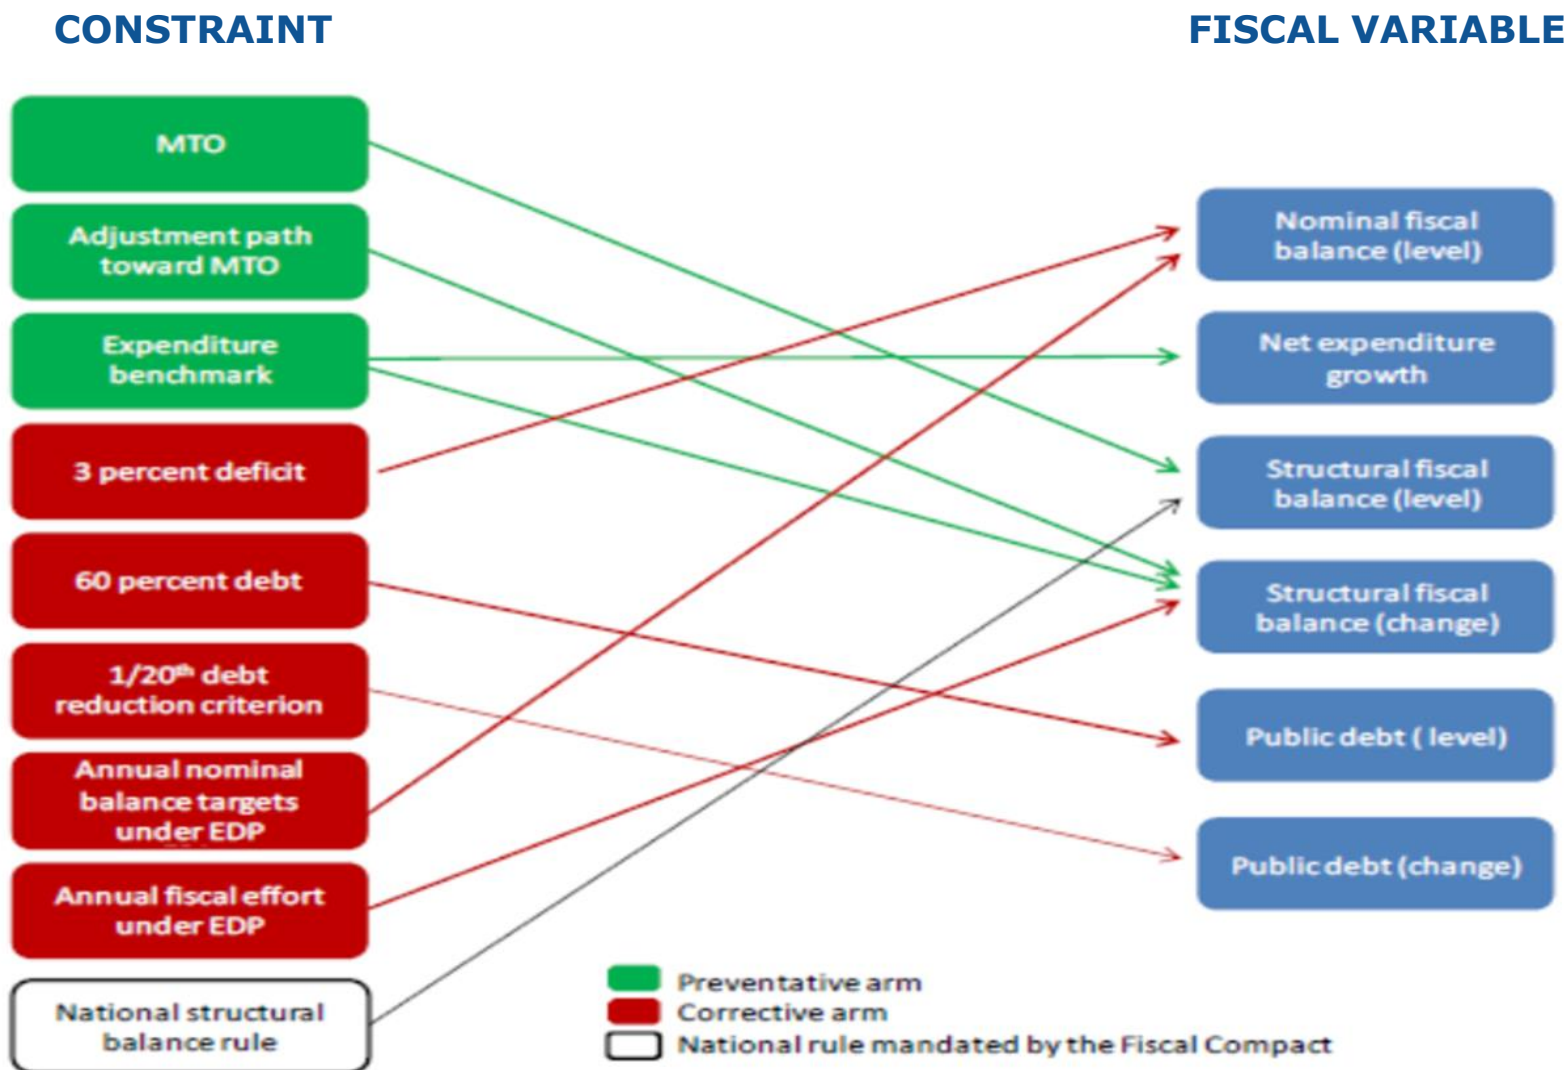 CONSTRAINT
FISCAL VARIABLE
MTO
Adjustment path
toward MTO
Expenditure
benchmark
3 percent deficit
60 percent debt
1/20th debt
reduction criterion
Annual nominal
balance targets
under EDP
Annual fiscal effort
under EDP
National structural
balance rule
Nominal fiscal
balance (level)
Net expenditure
growth
Structural fiscal
balance (level)
Structural fiscal
balance (change)
Public debt ( level)
Public debt (change)
Preventative arm
Corrective arm
National rule mandated by the Fiscal Compact